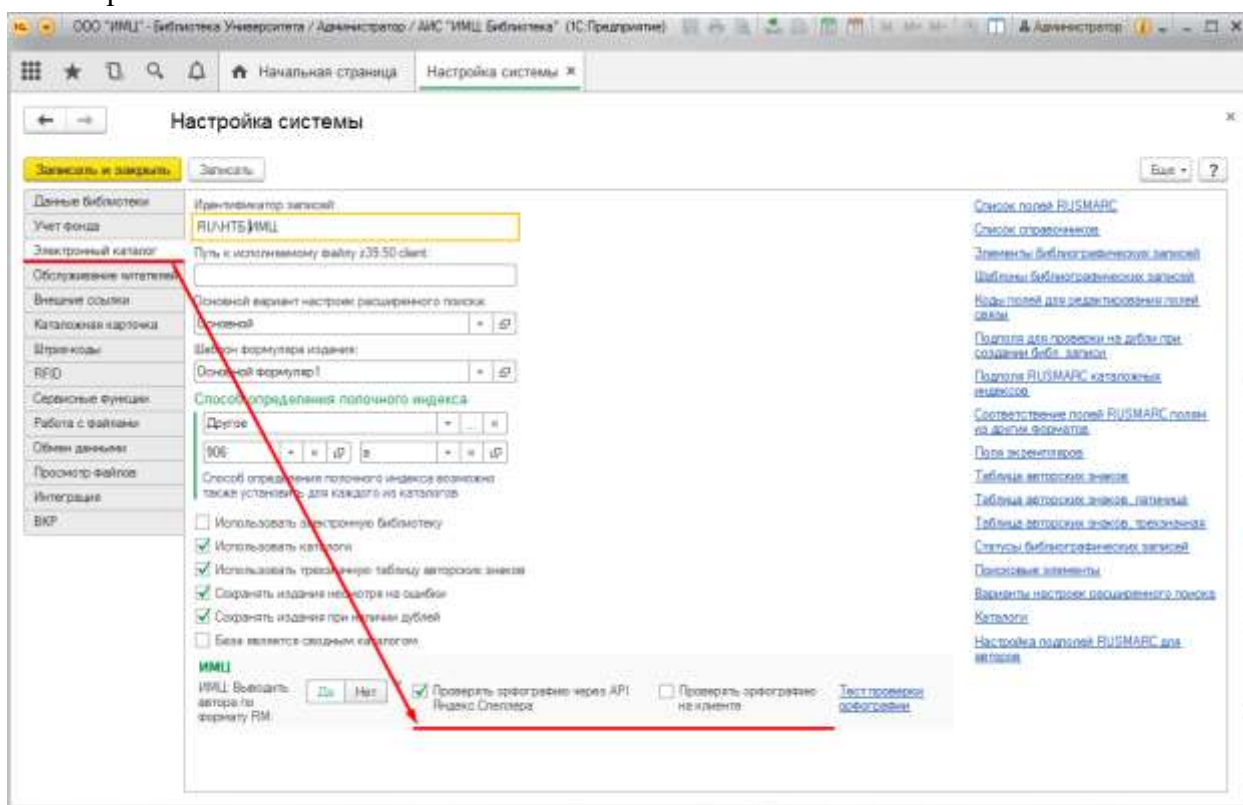 ООО "ИМЦ" - Библиотека Университета / Администратор / АИС "ИМЦ: Библиотека" (1С:Предприятие)
M M+ M-
Администратор
Начальная страница
Настройка системы ×
Настройка системы
Записать и закрыть
Записать
Еще
?
Данные библиотеки
Учет фонда
Электронный каталог
Обслуживание читателей
Внешние ссылки
Каталожная карточка
Штрих-коды
RFID
Сервисные функции
Работа с файлами
Обмен данными
Просмотр файлов
Интеграция
ВКР
Идентификатор записей:
RU\НТБ ИМЦ
Путь к исполняемому файлу z39.50 client:
Основной вариант настроек расширенного поиска:
Основной
Шаблон формуляра издания:
Основной формуляр1
Способ определения полочного индекса
Другое
906
a
Способ определения полочного индекса возможно
также установить для каждого из каталогов
Использовать электронную библиотеку
Использовать каталоги
Использовать трехзначную таблицу авторских знаков
Сохранять издания несмотря на ошибки
Сохранять издания при наличии дублей
База является сводным каталогом
ИМЦ
ИМЦ: Выводить
автора по
формату RM:
Да
Нет
Проверять орфографию через API
Яндекс.Спеллера
Проверять орфографию
на клиенте
Тест проверки
орфографии
Список полей RUSMARC
Список справочников
Элементы библиографических записей
Шаблоны библиографических записей
Коды полей для редактирования полей
связи
Подполя для проверки на дубли при
создании библ. записи
Подполя RUSMARC каталожных
индексов
Соответствие полей RUSMARC полям
из других форматов
Поля экземпляров
Таблица авторских знаков
Таблица авторских знаков, латиница
Таблица авторских знаков, трехзначная
Статусы библиографических записей
Поисковые элементы
Варианты настроек расширенного поиска
Каталоги
Настройка подполей RUSMARC для
авторов